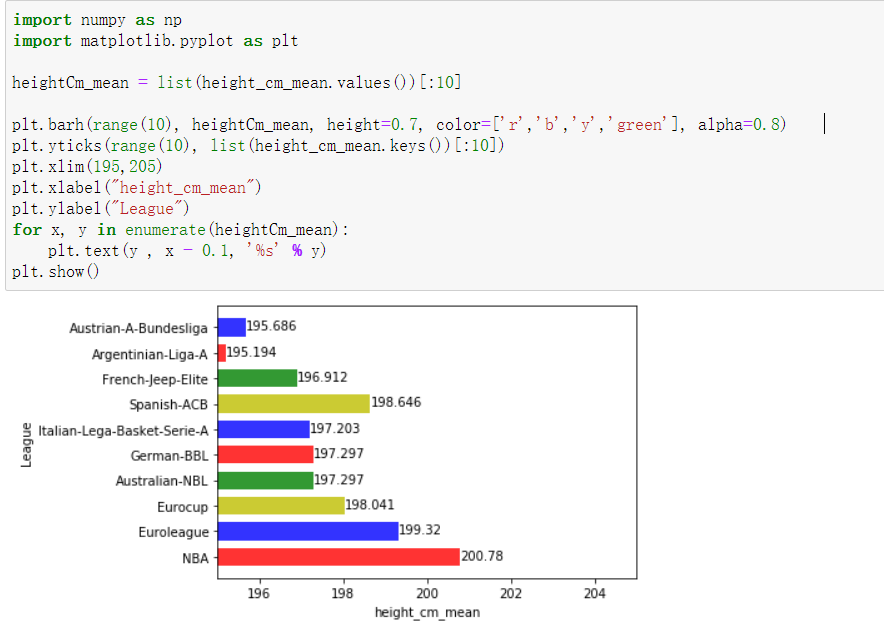 import numpy as np
import matplotlib.pyplot as plt
heightCm_mean = list(height_cm_mean.values())[:10]
plt.barh(range(10), heightCm_mean, height=0.7, color=['r','b','y','green'], alpha=0.8)
plt.yticks(range(10), list(height_cm_mean.keys())[:10])
plt.xlim(195,205)
plt.xlabel("height_cm_mean")
plt.ylabel("League")
for x, y in enumerate(heightCm_mean):
    plt.text(y , x - 0.1, '%s' % y)
plt.show()
Austrian-A-Bundesliga 195.686
Argentinian-Liga-A 195.194
French-Jeep-Elite 196.912
Spanish-ACB 198.646
Italian-Lega-Basket-Serie-A 197.203
German-BBL 197.297
Australian-NBL 197.297
Eurocup 198.041
Euroleague 199.32
NBA 200.78
League
196 198 200 202 204
height_cm_mean